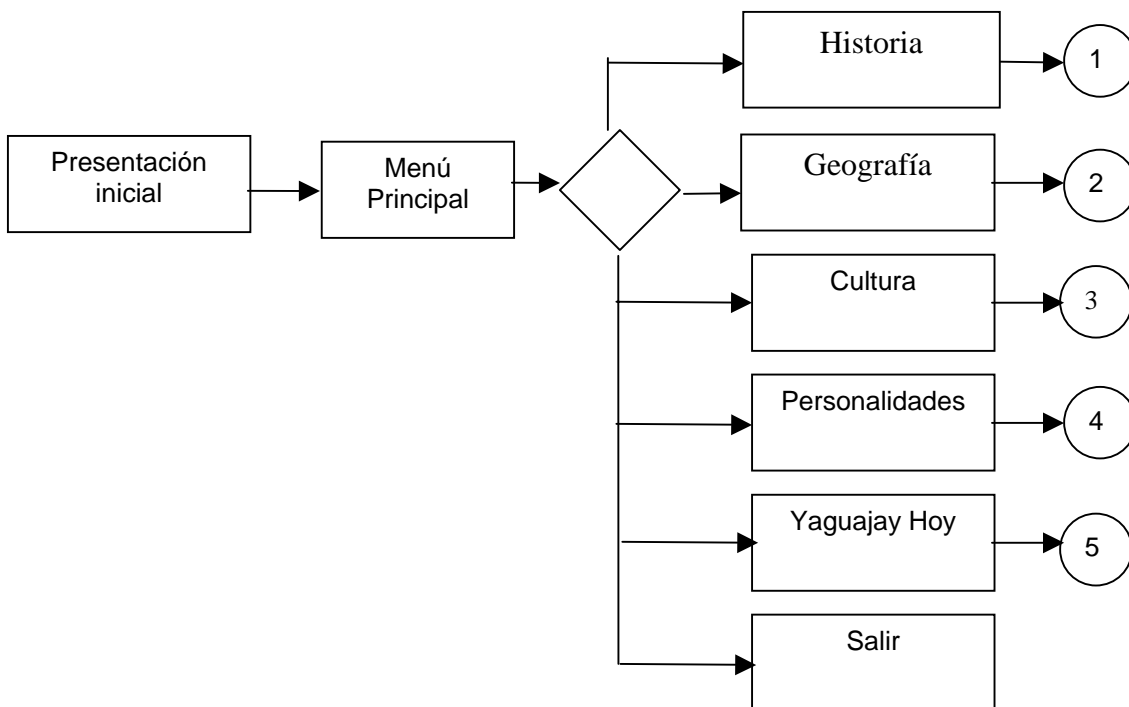 Historia
1
Presentación
inicial
Menú
Principal
Geografía
2
Cultura
3
Personalidades
4
Yaguajay Hoy
5
Salir